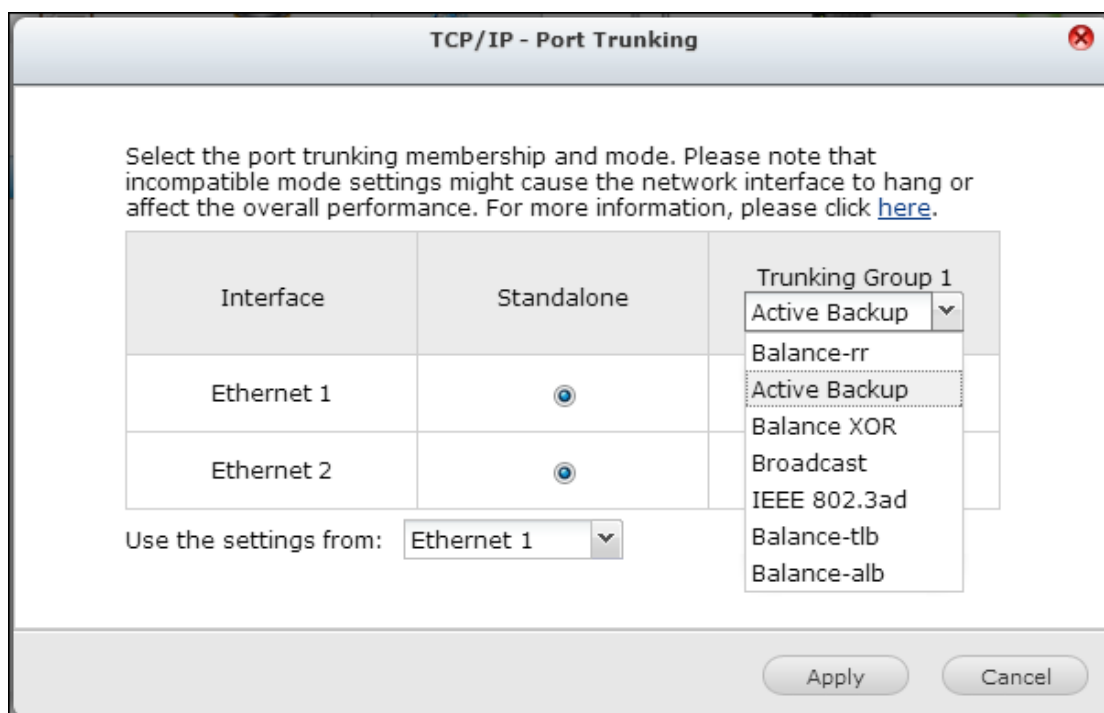 TCP/IP - Port Trunking
Select the port trunking membership and mode. Please note that
incompatible mode settings might cause the network interface to hang or
affect the overall performance. For more information, please click here.
Interface
Standalone
Trunking Group 1
Active Backup
Balance-rr
Ethernet 1
Active Backup
Balance XOR
Ethernet 2
Broadcast
IEEE 802.3ad
Use the settings from: Ethernet 1
Balance-tlb
Balance-alb
Apply
Cancel